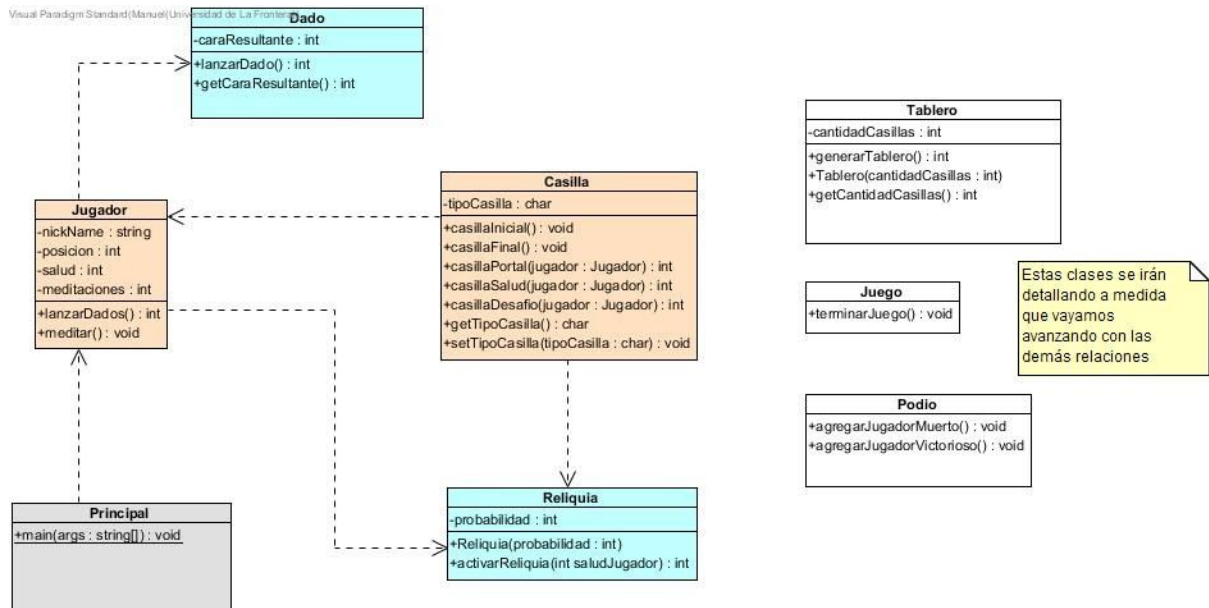 Visual Paradigm Standard(Manuel(Universidad de La Frontera))
Dado
-caraResultante : int
+lanzarDado() : int
+getCaraResultante() : int
Tablero
-cantidadCasillas : int
+generarTablero() : int
+Tablero(cantidadCasillas : int)
+getCantidadCasillas() : int
Casilla
-tipoCasilla : char
+casillaInicial() : void
+casillaFinal() : void
+casillaPortal(jugador : Jugador) : int
+casillaSalud(jugador : Jugador) : int
+casillaDesafio(jugador : Jugador) : int
+getTipoCasilla() : char
+setTipoCasilla(tipoCasilla : char) : void
Jugador
-nickName : string
-posicion : int
-salud : int
-meditaciones : int
+lanzarDados() : int
+meditar() : void
Juego
+terminarJuego() : void
Estas clases se irán
detallando a medida
que vayamos
avanzando con las
demás relaciones
Podio
+agregarJugadorMuerto() : void
+agregarJugadorVictorioso() : void
Principal
+main(args : string[]) : void
Reliquia
-probabilidad : int
+Reliquia(probabilidad : int)
+activarReliquia(int saludJugador) : int